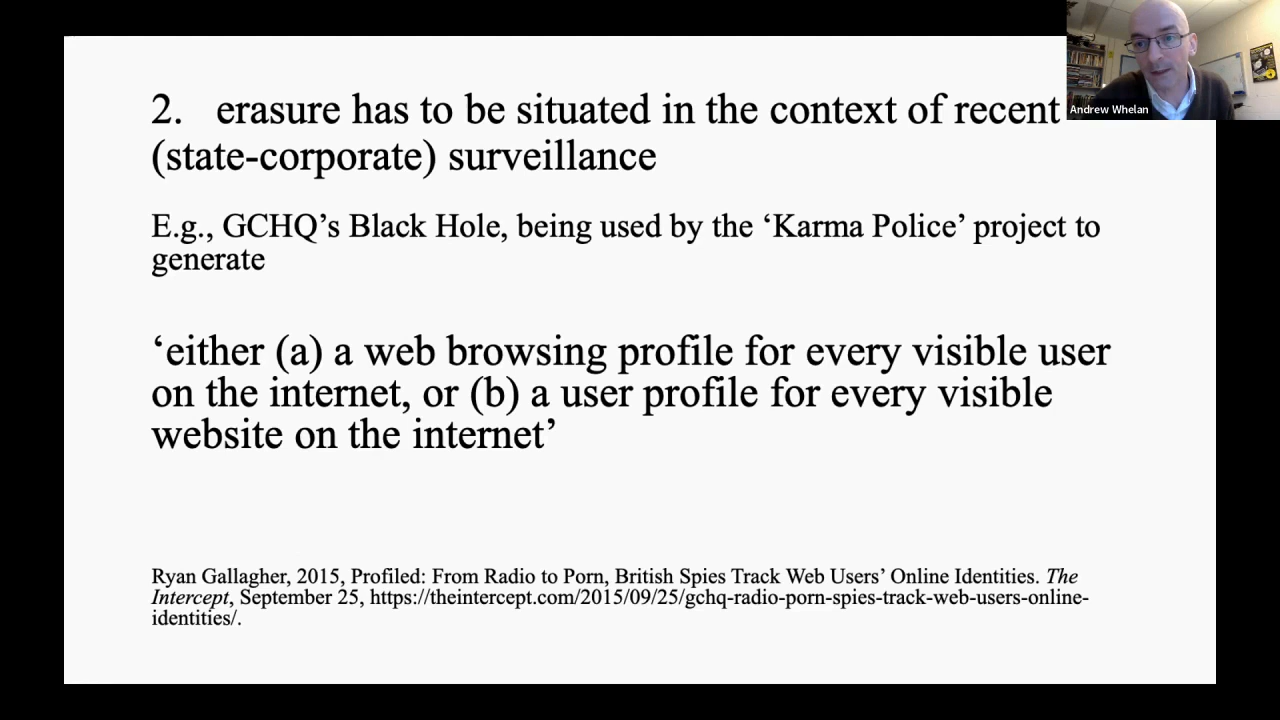 2. erasure has to be situated in the context of recent
(state-corporate) surveillance
E.g., GCHQ’s Black Hole, being used by the ‘Karma Police’ project to
generate
‘either (a) a web browsing profile for every visible user
on the internet, or (b) a user profile for every visible
website on the internet’
Ryan Gallagher, 2015, Profiled: From Radio to Porn, British Spies Track Web Users’ Online Identities. The
Intercept, September 25, https://theintercept.com/2015/09/25/gchq-radio-porn-spies-track-web-users-online-
identities/.
Andrew Whelan